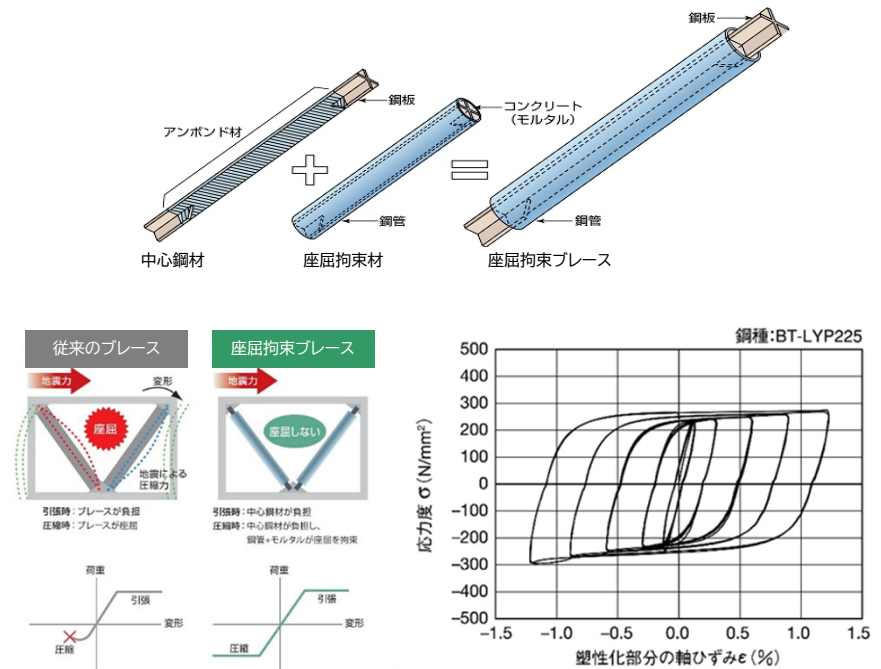 鋼板
アンボンド材
鋼板
コンクリート
（モルタル）
鋼管
鋼管
中心鋼材
座屈拘束材
座屈拘束ブレース
従来のブレース
地震力
変形
座屈
地震による
圧縮力
引張時：ブレースが負担
圧縮時：ブレースが座屈
荷重
引張
変形
圧縮
座屈拘束ブレース
地震力
座屈しない
引張時：中心鋼材が負担
圧縮時：中心鋼材が負担し、
鋼管+モルタルが座屈を拘束
荷重
引張
変形
圧縮
鋼種：BT-LYP225
応力度 σ（N/mm²）
500
400
300
200
100
0
−100
−200
−300
−400
−500
−1.5 −1.0 −0.5 0.0 0.5 1.0 1.5
塑性化部分の軸ひずみε（%）